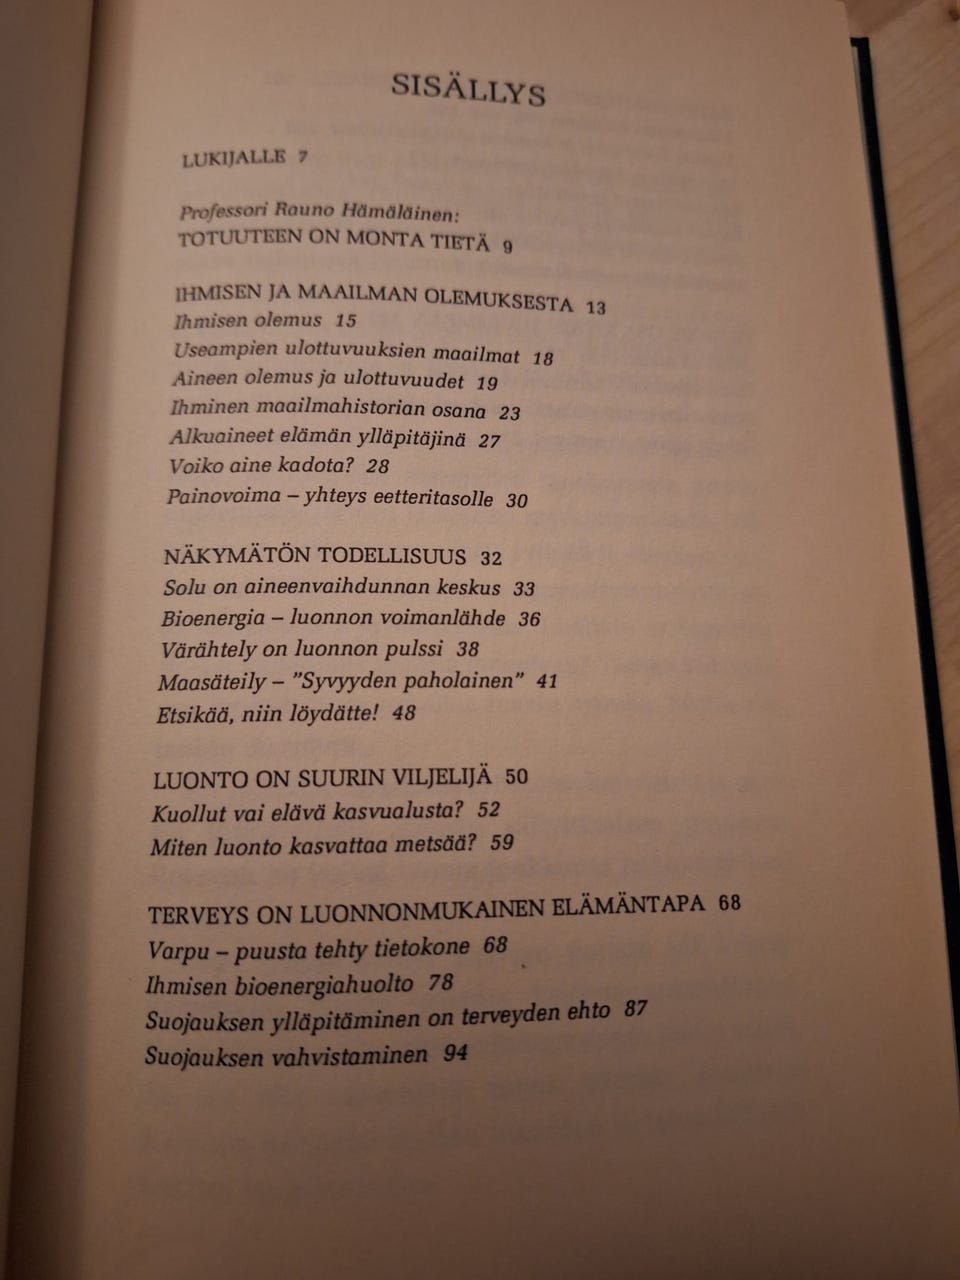 SISÄLLYS
LUKIJALLE 7
Professori Rauno Hämäläinen:
TOTUUTEEN ON MONTA TIETÄ 9
IHMISEN JA MAAILMAN OLEMUKSESTA 13
Ihmisen olemus 15
Useampien ulottuvuuksien maailmat 18
Aineen olemus ja ulottuvuudet 19
Ihminen maailmahistorian osana 23
Alkuaineet elämän ylläpitäjinä 27
Voiko aine kadota? 28
Painovoima – yhteys eetteritasolle 30
NÄKYMÄTÖN TODELLISUUS 32
Solu on aineenvaihdunnan keskus 33
Bioenergia – luonnon voimanlähde 36
Värähtely on luonnon pulssi 38
Maasäteily – ”Syvyyden paholainen” 41
Etsikää, niin löydätte! 48
LUONTO ON SUURIN VILJELIJÄ 50
Kuollut vai elävä kasvualusta? 52
Miten luonto kasvattaa metsää? 59
TERVEYS ON LUONNONMUKAINEN ELÄMÄNTAPA 68
Varpu – puusta tehty tietokone 68
Ihmisen bioenergiahuolto 78
Suojauksen ylläpitäminen on terveyden ehto 87
Suojauksen vahvistaminen 94